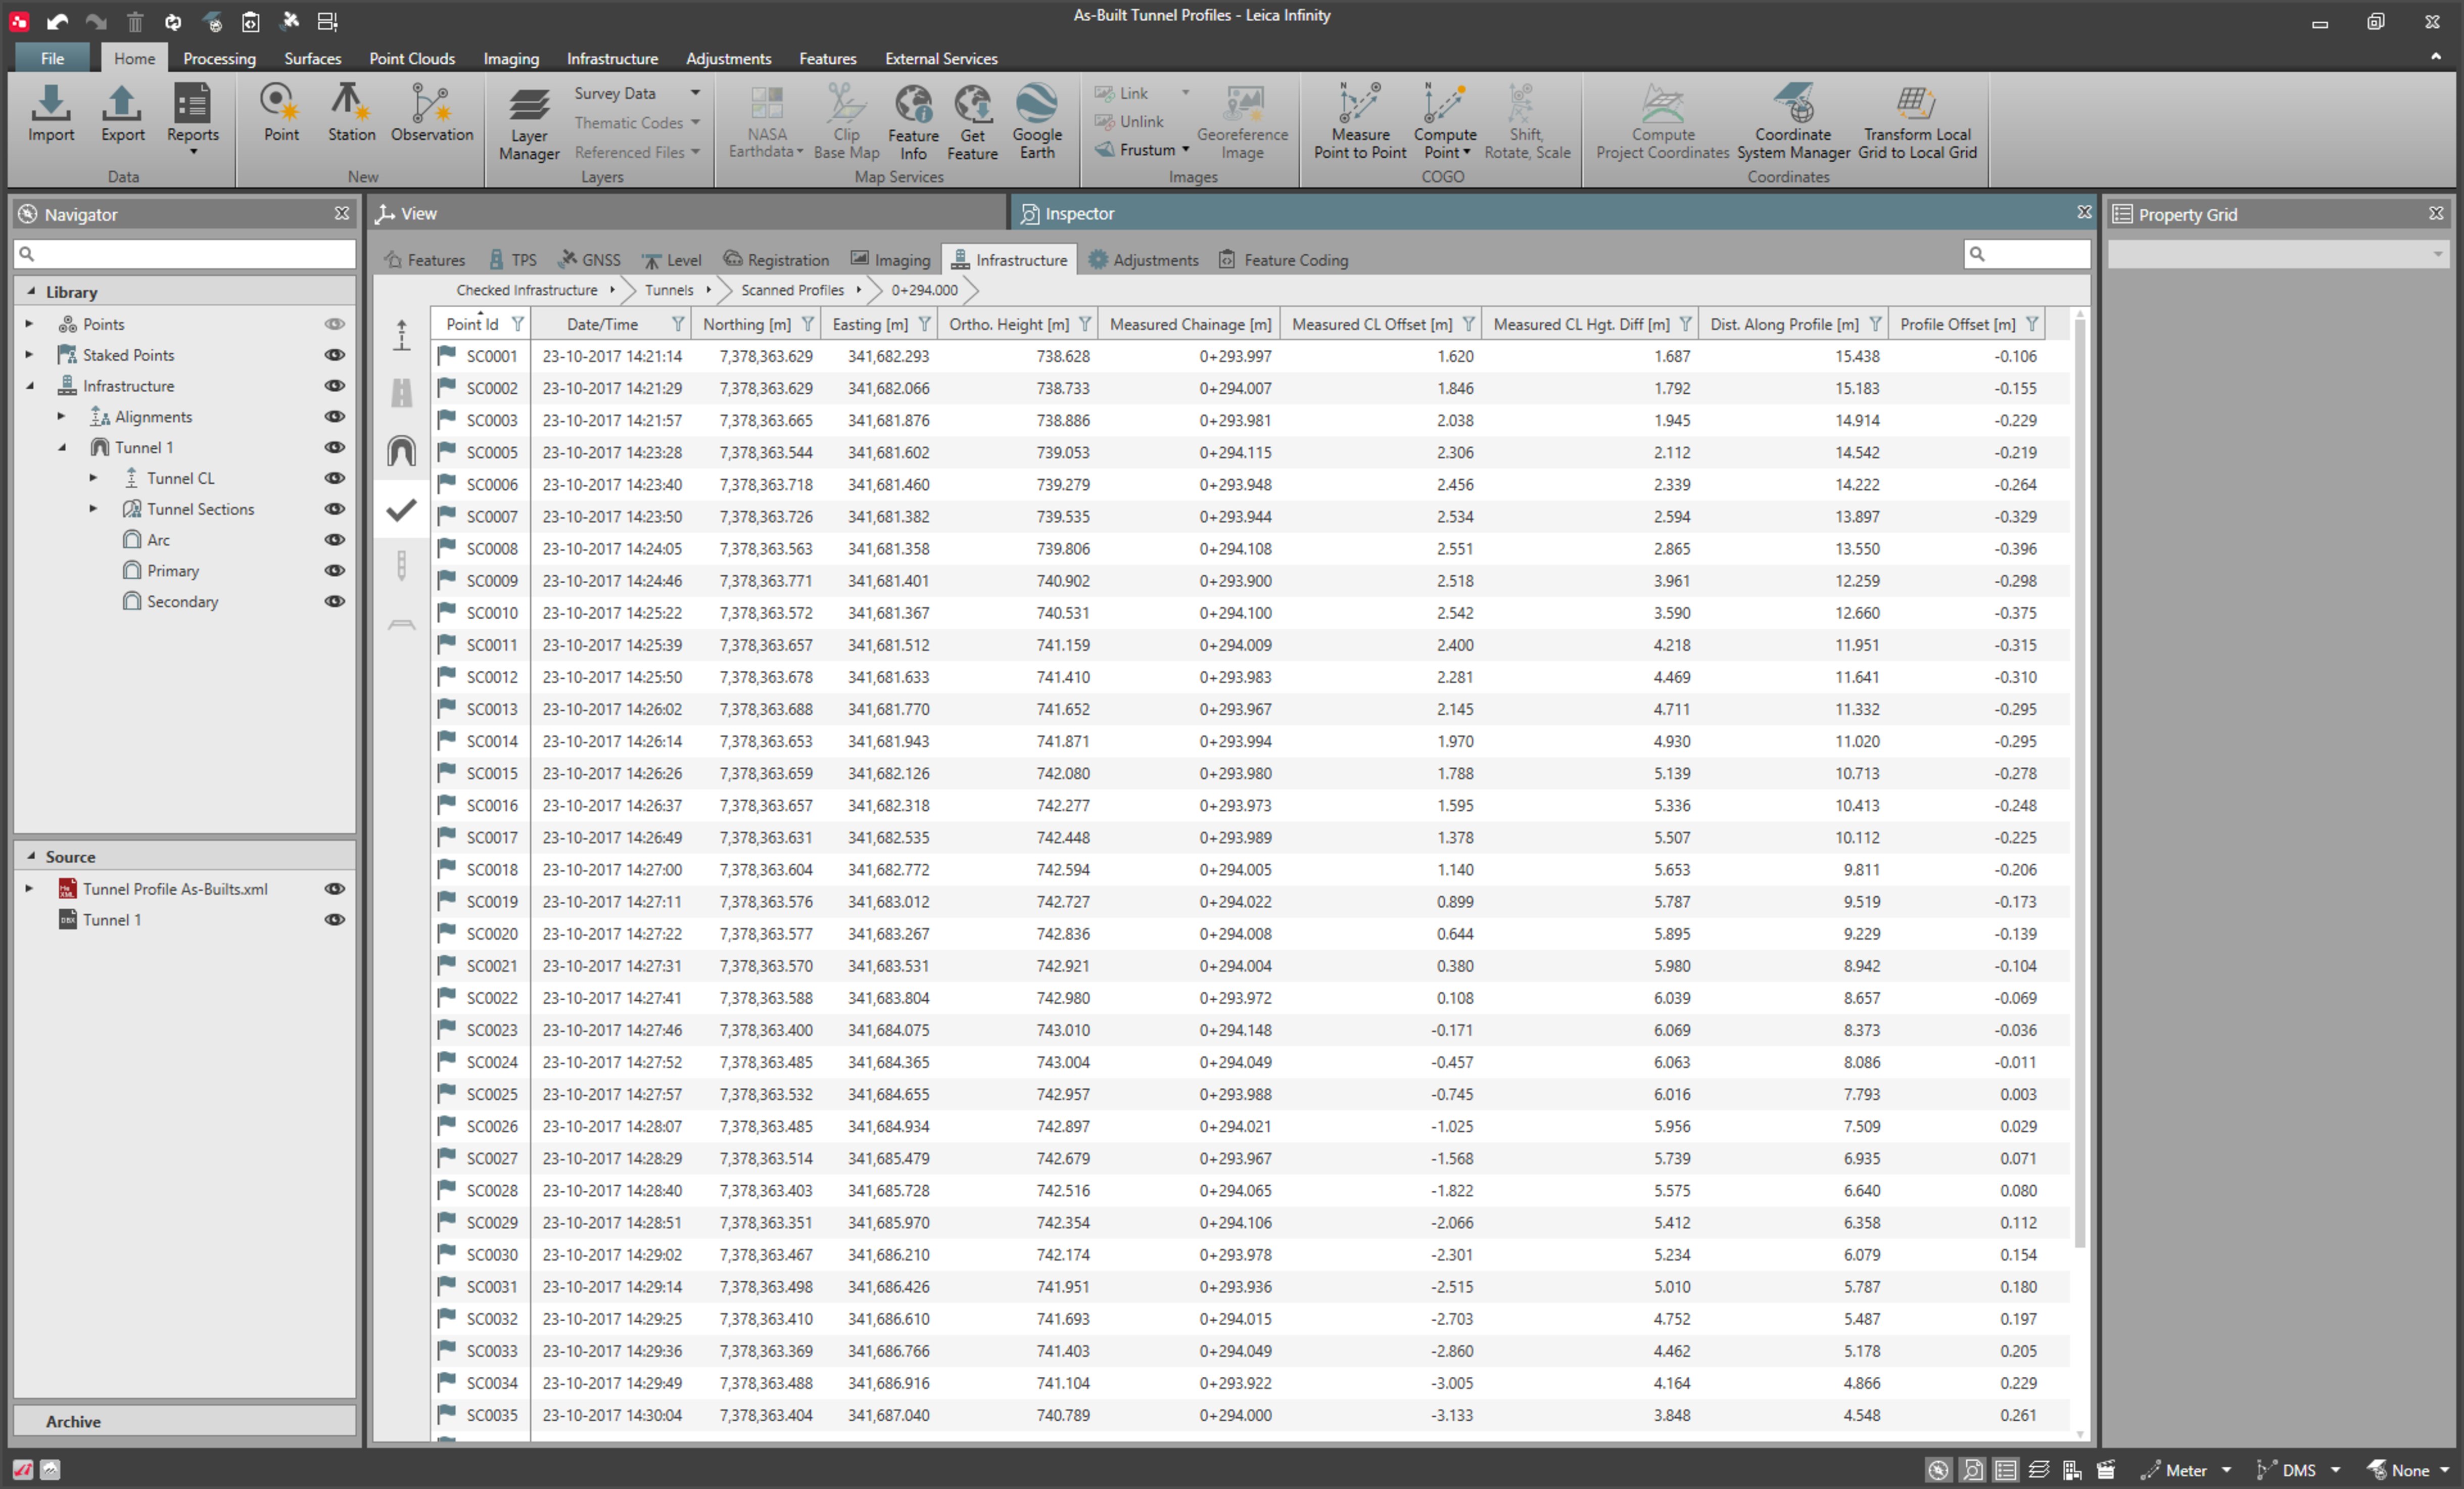 As-Built Tunnel Profiles - Leica Infinity
File Home Processing Surfaces Point Clouds Imaging Infrastructure Adjustments Features External Services
Import Export Reports
Data
Point Station Observation
New
Layer Manager
Survey Data
Thematic Codes
Referenced Files
Layers
NASA Earthdata
Clip Base Map
Feature Info
Get Feature
Google Earth
Map Services
Link
Unlink
Frustum
Georeference Image
Images
Measure Point to Point
Compute Point
Shift, Rotate, Scale
COGO
Compute Project Coordinates
Coordinate System Manager
Transform Local Grid to Local Grid
Coordinates
Navigator
Library
Points
Staked Points
Infrastructure
Alignments
Tunnel 1
Tunnel CL
Tunnel Sections
Arc
Primary
Secondary
Source
Tunnel Profile As-Builts.xml
Tunnel 1
Archive
View
Inspector
Features TPS GNSS Level Registration Imaging Infrastructure Adjustments Feature Coding
Checked Infrastructure Tunnels Scanned Profiles 0+294.000
Point Id Date/Time Northing [m] Easting [m] Ortho. Height [m] Measured Chainage [m] Measured CL Offset [m] Measured CL Hgt. Diff [m] Dist. Along Profile [m] Profile Offset [m]
SC0001 23-10-2017 14:21:14 7,378,363.629 341,682.293 738.628 0+293.997 1.620 1.687 15.438 -0.106
SC0002 23-10-2017 14:21:29 7,378,363.629 341,682.066 738.733 0+294.007 1.846 1.792 15.183 -0.155
SC0003 23-10-2017 14:21:57 7,378,363.665 341,681.876 738.886 0+293.981 2.038 1.945 14.914 -0.229
SC0005 23-10-2017 14:23:28 7,378,363.544 341,681.602 739.053 0+294.115 2.306 2.112 14.542 -0.219
SC0006 23-10-2017 14:23:40 7,378,363.718 341,681.460 739.279 0+293.948 2.456 2.339 14.222 -0.264
SC0007 23-10-2017 14:23:50 7,378,363.726 341,681.382 739.535 0+293.944 2.534 2.594 13.897 -0.329
SC0008 23-10-2017 14:24:05 7,378,363.563 341,681.358 739.806 0+294.108 2.551 2.865 13.550 -0.396
SC0009 23-10-2017 14:24:46 7,378,363.771 341,681.401 740.902 0+293.900 2.518 3.961 12.259 -0.298
SC0010 23-10-2017 14:25:22 7,378,363.572 341,681.367 740.531 0+294.100 2.542 3.590 12.660 -0.375
SC0011 23-10-2017 14:25:39 7,378,363.657 341,681.512 741.159 0+294.009 2.400 4.218 11.951 -0.315
SC0012 23-10-2017 14:25:50 7,378,363.678 341,681.633 741.410 0+293.983 2.281 4.469 11.641 -0.310
SC0013 23-10-2017 14:26:02 7,378,363.688 341,681.770 741.652 0+293.967 2.145 4.711 11.332 -0.295
SC0014 23-10-2017 14:26:14 7,378,363.653 341,681.943 741.871 0+293.994 1.970 4.930 11.020 -0.295
SC0015 23-10-2017 14:26:26 7,378,363.659 341,682.126 742.080 0+293.980 1.788 5.139 10.713 -0.278
SC0016 23-10-2017 14:26:37 7,378,363.657 341,682.318 742.277 0+293.973 1.595 5.336 10.413 -0.248
SC0017 23-10-2017 14:26:49 7,378,363.631 341,682.535 742.448 0+293.989 1.378 5.507 10.112 -0.225
SC0018 23-10-2017 14:27:00 7,378,363.604 341,682.772 742.594 0+294.005 1.140 5.653 9.811 -0.206
SC0019 23-10-2017 14:27:11 7,378,363.576 341,683.012 742.727 0+294.022 0.899 5.787 9.519 -0.173
SC0020 23-10-2017 14:27:22 7,378,363.577 341,683.267 742.836 0+294.008 0.644 5.895 9.229 -0.139
SC0021 23-10-2017 14:27:31 7,378,363.570 341,683.531 742.921 0+294.004 0.380 5.980 8.942 -0.104
SC0022 23-10-2017 14:27:41 7,378,363.588 341,683.804 742.980 0+293.972 0.108 6.039 8.657 -0.069
SC0023 23-10-2017 14:27:46 7,378,363.400 341,684.075 743.010 0+294.148 -0.171 6.069 8.373 -0.036
SC0024 23-10-2017 14:27:52 7,378,363.485 341,684.365 743.004 0+294.049 -0.457 6.063 8.086 -0.011
SC0025 23-10-2017 14:27:57 7,378,363.532 341,684.655 742.957 0+293.988 -0.745 6.016 7.793 0.003
SC0026 23-10-2017 14:28:07 7,378,363.485 341,684.934 742.897 0+294.021 -1.025 5.956 7.509 0.029
SC0027 23-10-2017 14:28:29 7,378,363.514 341,685.479 742.679 0+293.967 -1.568 5.739 6.935 0.071
SC0028 23-10-2017 14:28:40 7,378,363.403 341,685.728 742.516 0+294.065 -1.822 5.575 6.640 0.080
SC0029 23-10-2017 14:28:51 7,378,363.351 341,685.970 742.354 0+294.106 -2.066 5.412 6.358 0.112
SC0030 23-10-2017 14:29:02 7,378,363.467 341,686.210 742.174 0+293.978 -2.301 5.234 6.079 0.154
SC0031 23-10-2017 14:29:14 7,378,363.498 341,686.426 741.951 0+293.936 -2.515 5.010 5.787 0.180
SC0032 23-10-2017 14:29:25 7,378,363.410 341,686.610 741.693 0+294.015 -2.703 4.752 5.487 0.197
SC0033 23-10-2017 14:29:36 7,378,363.369 341,686.766 741.403 0+294.049 -2.860 4.462 5.178 0.205
SC0034 23-10-2017 14:29:49 7,378,363.488 341,686.916 741.104 0+293.922 -3.005 4.164 4.866 0.229
SC0035 23-10-2017 14:30:04 7,378,363.404 341,687.040 740.789 0+294.000 -3.133 3.848 4.548 0.261
Property Grid
Meter DMS None